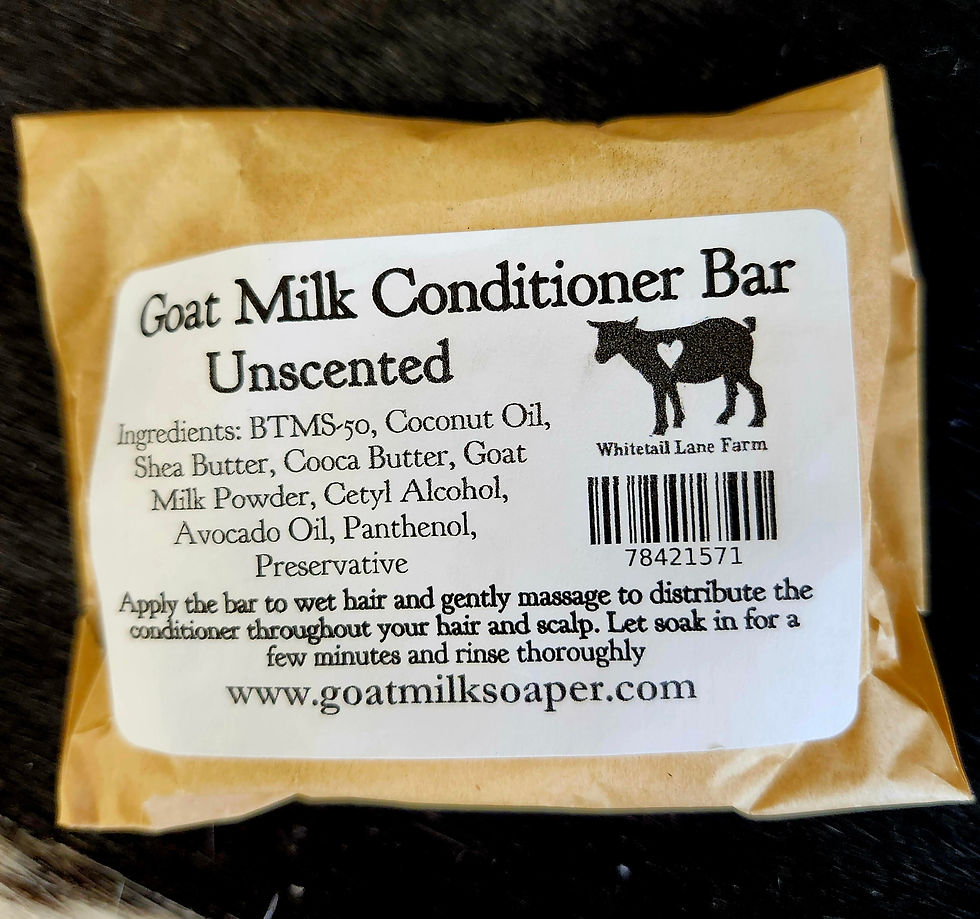 Goat Milk Conditioner Bar
Unscented
Ingredients: BTMS-50, Coconut Oil,
Shea Butter, Cooca Butter, Goat
Milk Powder, Cetyl Alcohol,
Avocado Oil, Panthenol,
Preservative
Whitetail Lane Farm
78421571
Apply the bar to wet hair and gently massage to distribute the
conditioner throughout your hair and scalp. Let soak in for a
few minutes and rinse thoroughly
www.goatmilksoaper.com